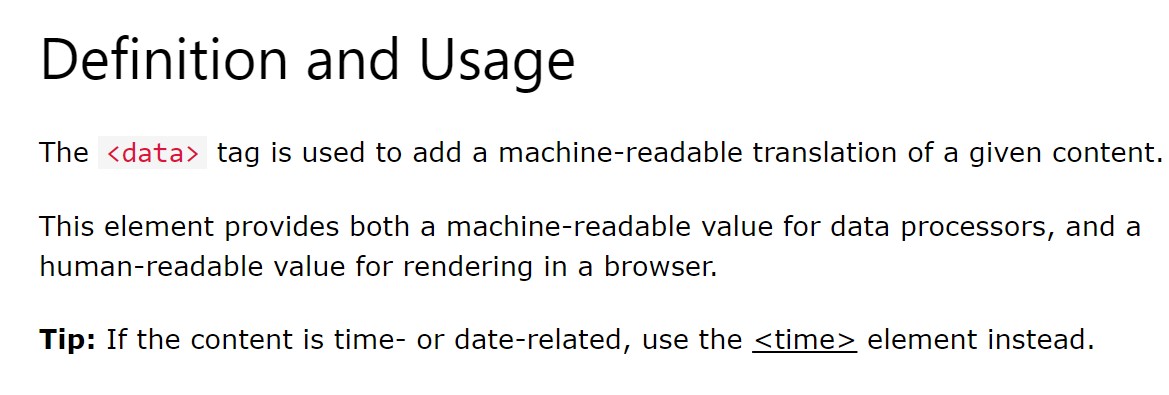 Definition and Usage
The <data> tag is used to add a machine-readable translation of a given content.
This element provides both a machine-readable value for data processors, and a
human-readable value for rendering in a browser.
Tip: If the content is time- or date-related, use the <time> element instead.